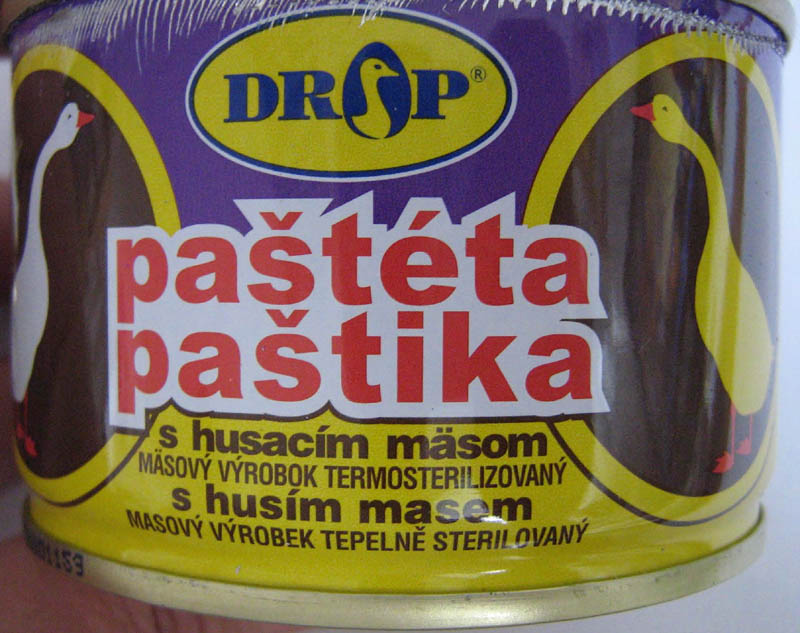 DROP®
paštéta
paštika
s husacím mäsom
MÄSOVÝ VÝROBOK TERMOSTERILIZOVANÝ
s husím masem
MASOVÝ VÝROBEK TEPELNĚ STERILOVANÝ